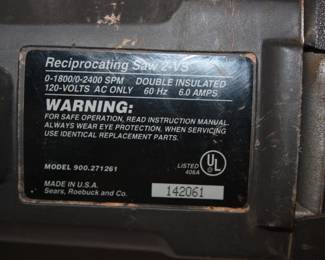 Reciprocating Saw 2-VS
0-1800/0-2400 SPM DOUBLE INSULATED
120-VOLTS AC ONLY 60 Hz 6.0 AMPS
WARNING:
FOR SAFE OPERATION, READ INSTRUCTION MANUAL.
ALWAYS WEAR EYE PROTECTION. WHEN SERVICING
USE IDENTICAL REPLACEMENT PARTS.
MODEL 900.271261
LISTED
406A
UL
MADE IN U.S.A.
Sears, Roebuck and Co.
142061